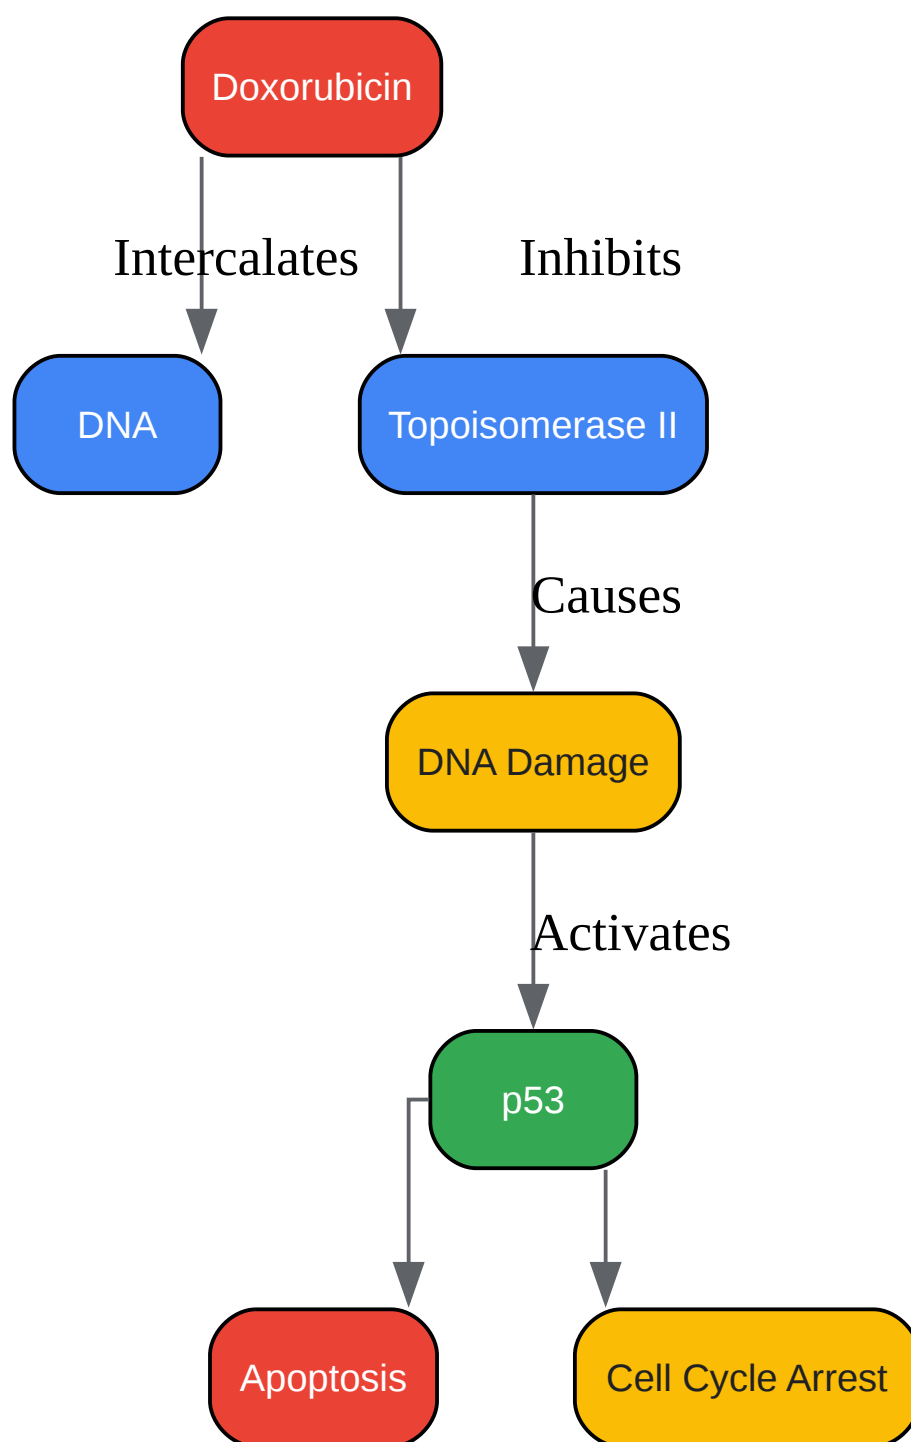 Doxorubicin
Intercalates
Inhibits
DNA
Topoisomerase II
Causes
DNA Damage
Activates
p53
Apoptosis
Cell Cycle Arrest